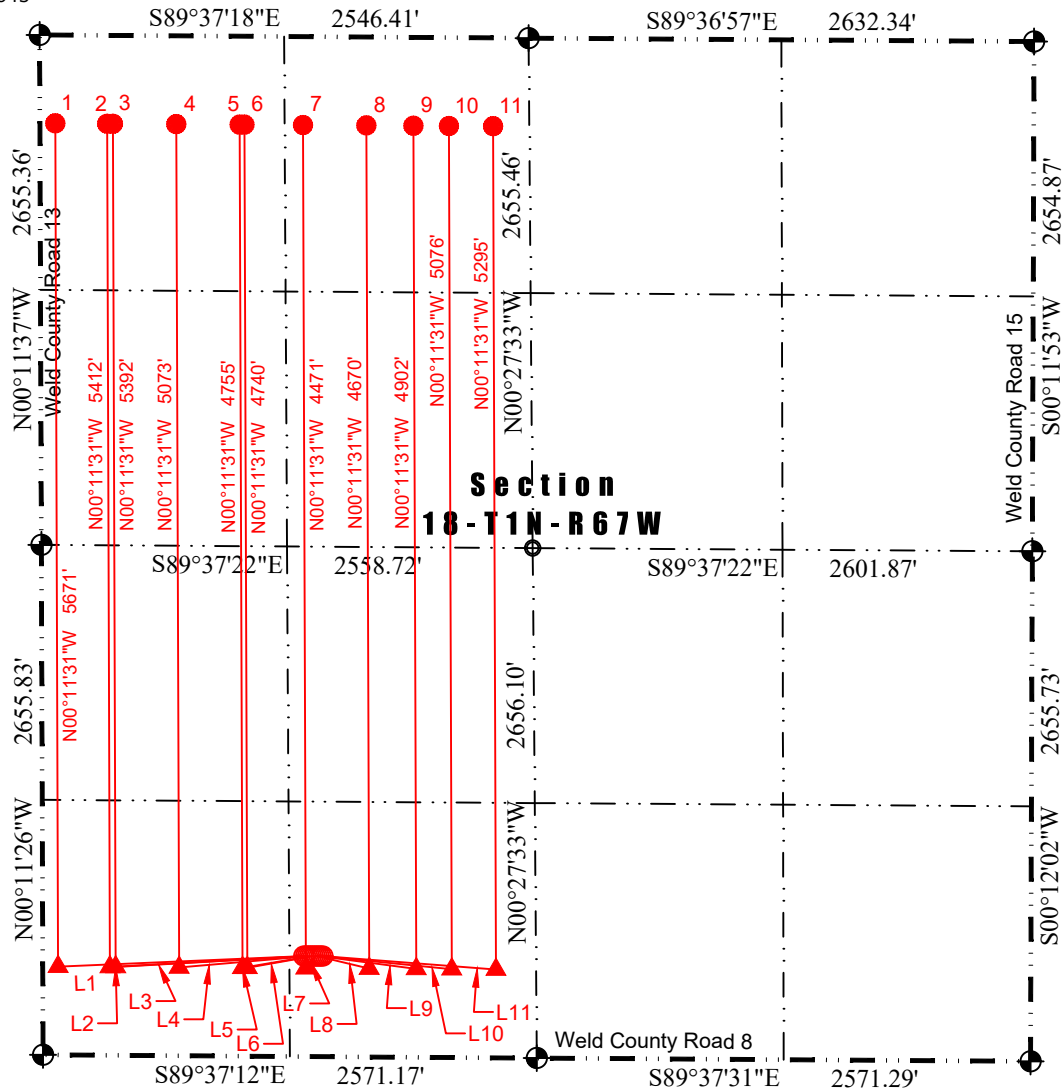 S89°37'18"E 2546.41' S89°36'57"E 2632.34'
1 2 3 4 5 6 7 8 9 10 11
2655.36'
Weld County Road 13
N00°11'37"W
2655.46'
N00°27'33"W
2654.87'
Weld County Road 15
S00°11'53"W
N00°11'31"W 5671'
N00°11'31"W 5412'
N00°11'31"W 5392'
N00°11'31"W 5073'
N00°11'31"W 4755'
N00°11'31"W 4740'
N00°11'31"W 4471'
N00°11'31"W 4670'
N00°11'31"W 4902'
N00°11'31"W 5076'
N00°11'31"W 5295'
Section
18-T1N-R67W
S89°37'22"E 2558.72' S89°37'22"E 2601.87'
2655.83'
N00°11'26"W
2656.10'
N00°27'33"W
2655.73'
S00°12'02"W
L1
L2
L3
L4
L5
L6
L7
L8
L9
L10
L11
Weld County Road 8
S89°37'12"E 2571.17' S89°37'31"E 2571.29'